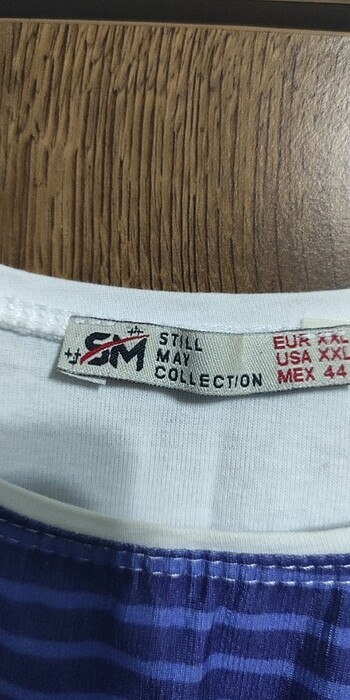 SM
STILL
MAY
COLLECTION
EUR XXL
USA XXL
MEX 44